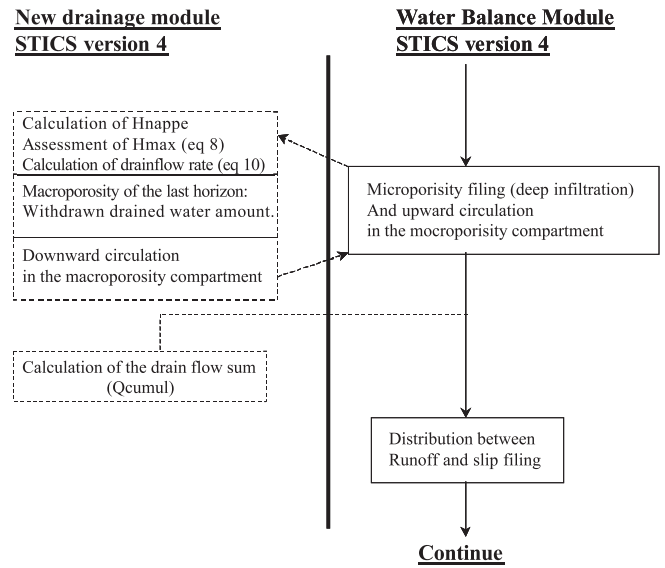 New drainage module
STICS version 4
Water Balance Module
STICS version 4
Calculation of Hnappe
Assessment of Hmax (eq 8)
Calculation of drainflow rate (eq 10)
Macroporosity of the last horizon:
Withdrawn drained water amount.
Downward circulation
in the macroporosity compartment
Microporisity filing (deep infiltration)
And upward circulation
in the mocroporisity compartment
Calculation of the drain flow sum
(Qcumul)
Distribution between
Runoff and slip filing
Continue